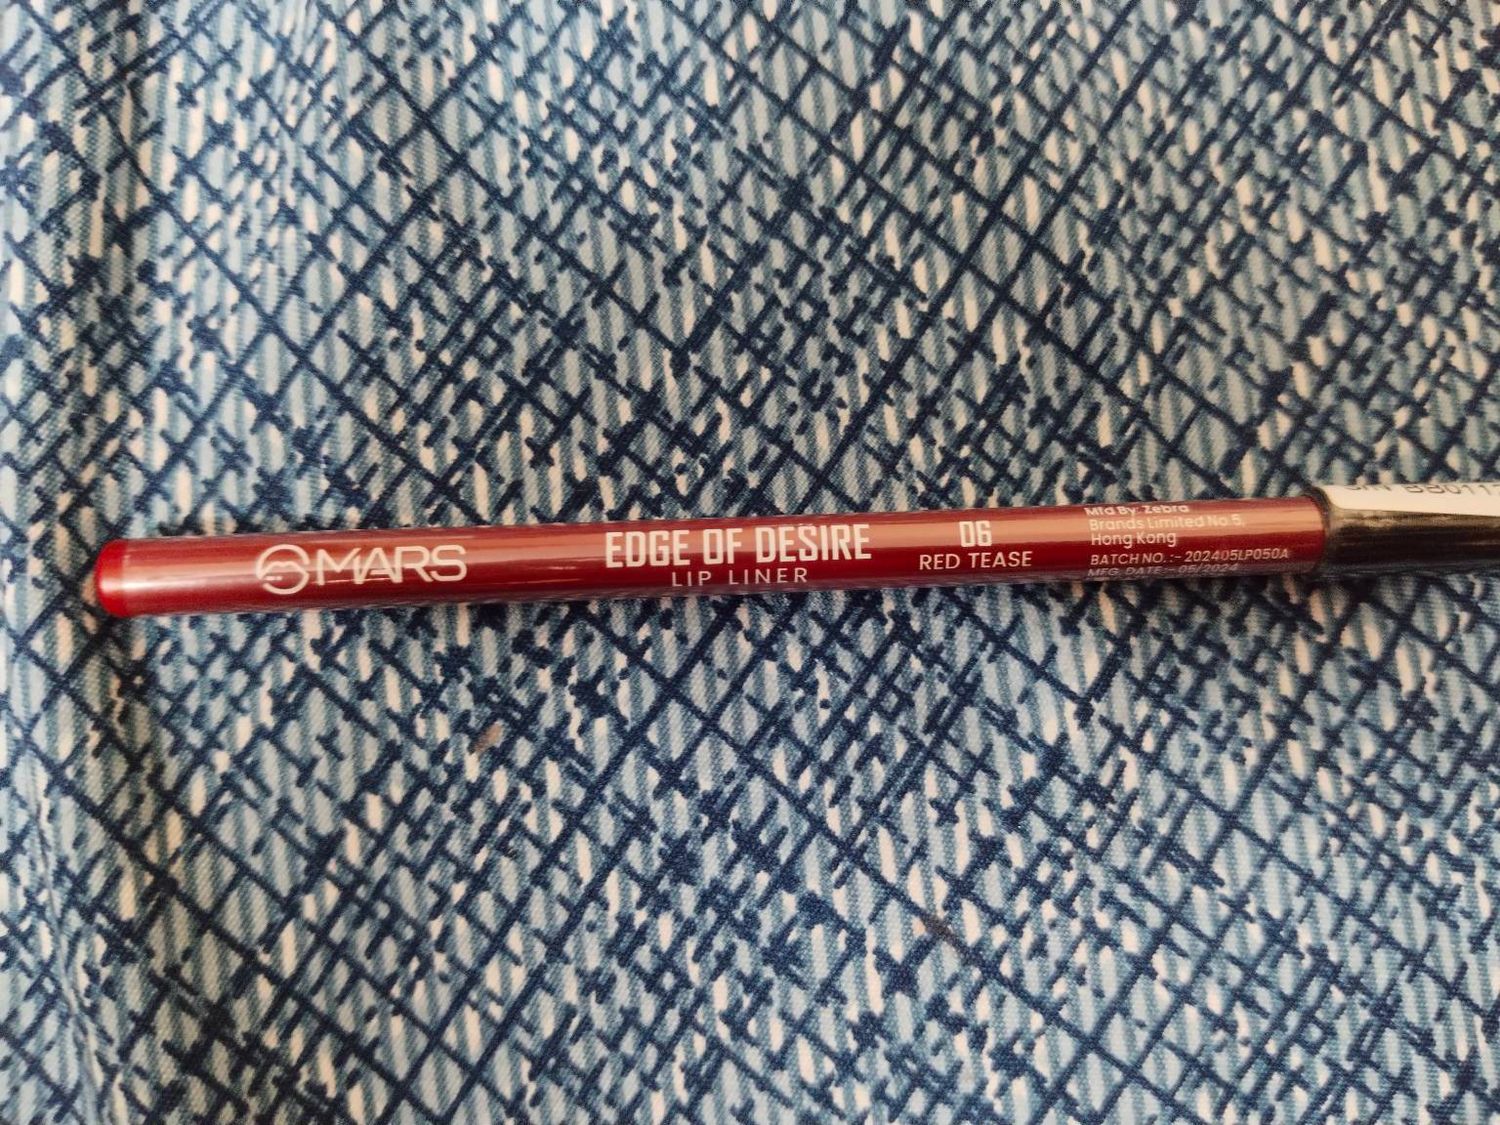 MARS
EDGE OF DESIRE
LIP LINER
06
RED TEASE
Mfd By: Zebra
Brands Limited No 5,
Hong Kong
BATCH NO. :- 202405LP050A
MFG. DATE:- 05/2024